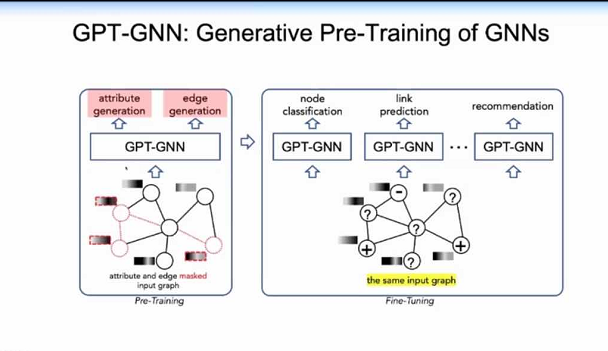 GPT-GNN: Generative Pre-Training of GNNs
attribute
generation
edge
generation
GPT-GNN
attribute and edge masked
input graph
Pre-Training
node
classification
link
prediction
recommendation
GPT-GNN
GPT-GNN
...
GPT-GNN
-
?
?
?
+
+
?
the same input graph
Fine-Tuning